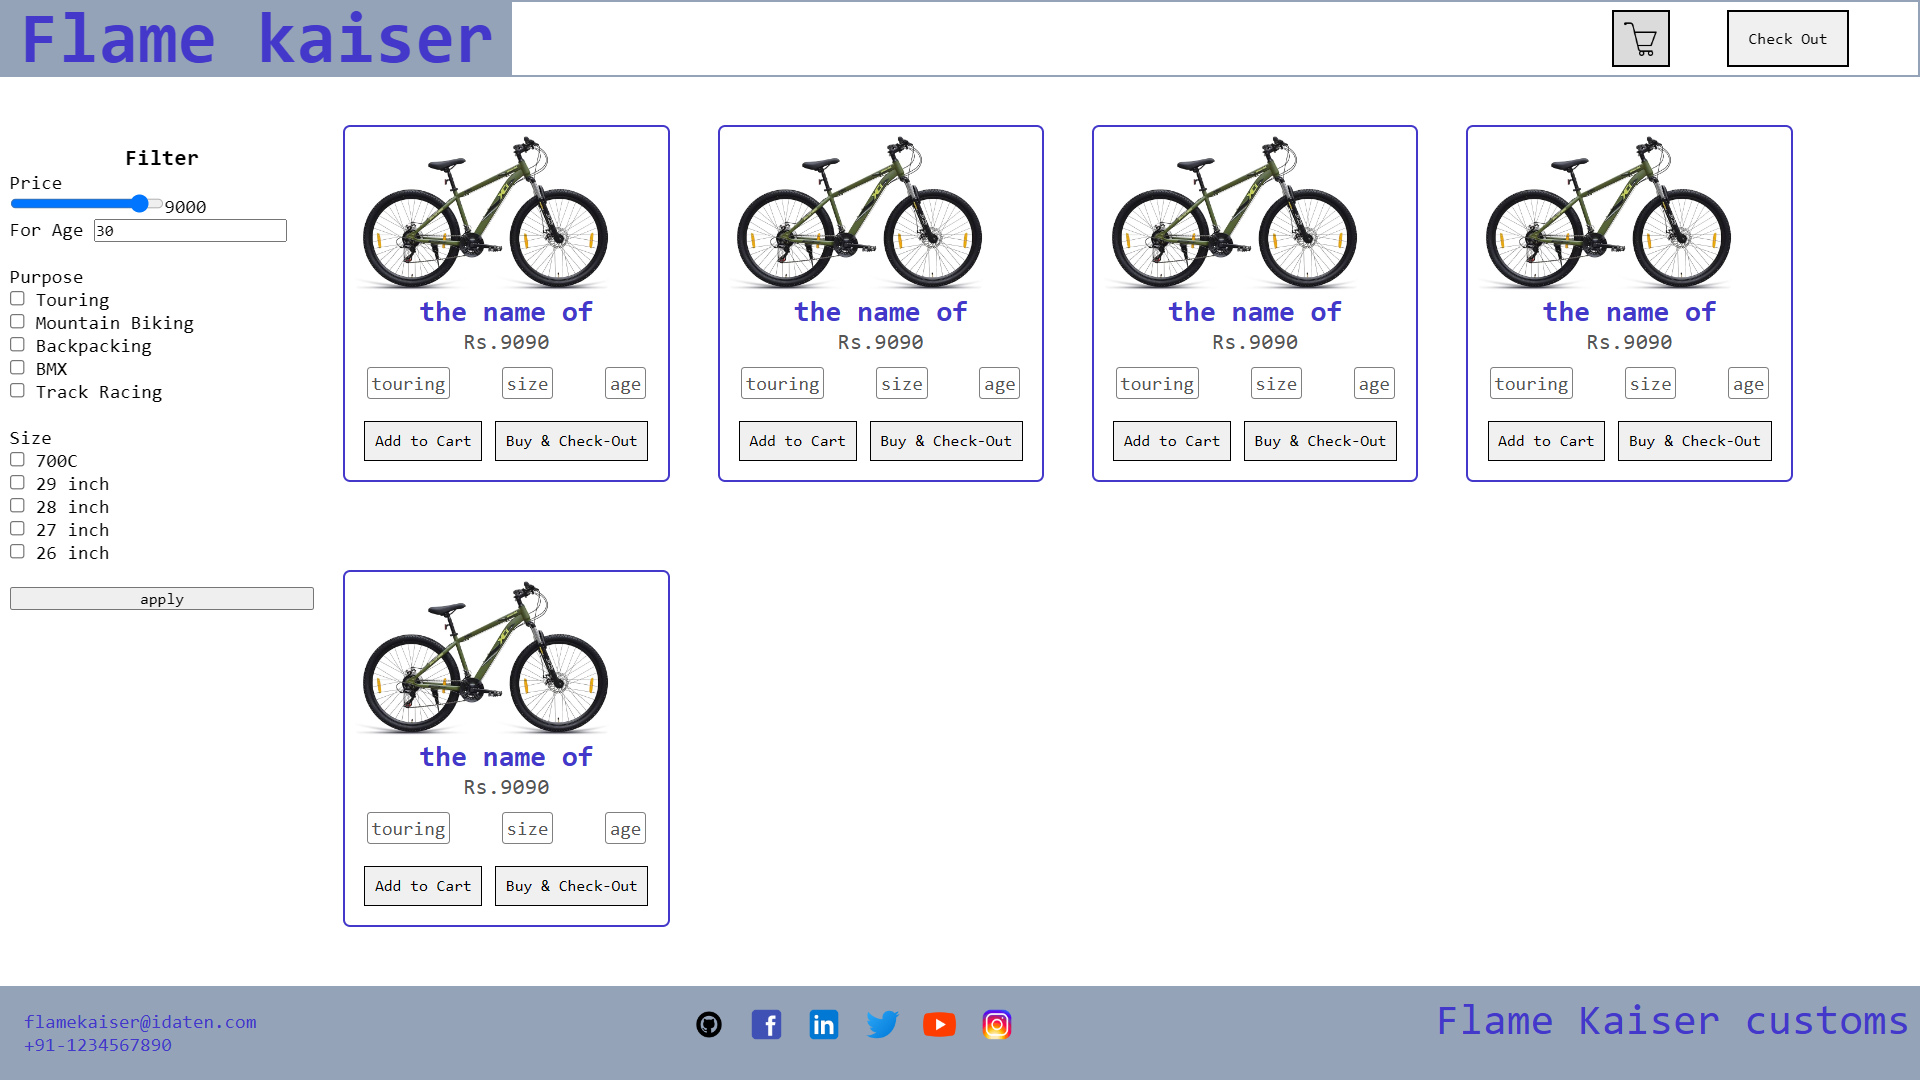 Flame kaiser
Check Out
Filter
Price
9000
For Age 30
Purpose
Touring
Mountain Biking
Backpacking
BMX
Track Racing
Size
700C
29 inch
28 inch
27 inch
26 inch
apply
the name of
Rs.9090
touring size age
Add to Cart Buy & Check-Out
the name of
Rs.9090
touring size age
Add to Cart Buy & Check-Out
the name of
Rs.9090
touring size age
Add to Cart Buy & Check-Out
the name of
Rs.9090
touring size age
Add to Cart Buy & Check-Out
the name of
Rs.9090
touring size age
Add to Cart Buy & Check-Out
flamekaiser@idaten.com
+91-1234567890
Flame Kaiser customs